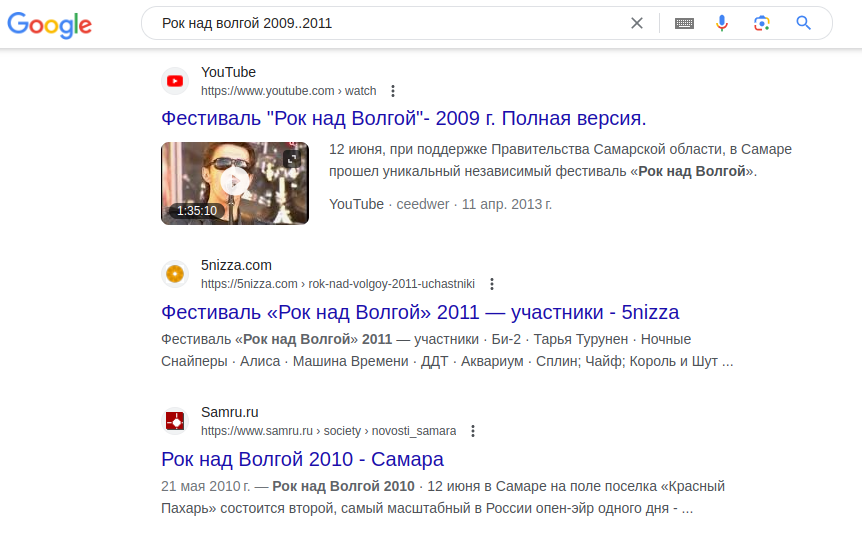 Google
Рок над волгой 2009..2011
YouTube
https://www.youtube.com › watch
Фестиваль "Рок над Волгой"- 2009 г. Полная версия.
1:35:10
12 июня, при поддержке Правительства Самарской области, в Самаре
прошел уникальный независимый фестиваль «Рок над Волгой».
YouTube · ceedwer · 11 апр. 2013 г.
5nizza.com
https://5nizza.com › rok-nad-volgoy-2011-uchastniki
Фестиваль «Рок над Волгой» 2011 — участники - 5nizza
Фестиваль «Рок над Волгой» 2011 — участники · Би-2 · Тарья Турунен · Ночные
Снайперы · Алиса · Машина Времени · ДДТ · Аквариум · Сплин; Чайф; Король и Шут ...
Samru.ru
https://www.samru.ru › society › novosti_samara
Рок над Волгой 2010 - Самара
21 мая 2010 г. — Рок над Волгой 2010 · 12 июня в Самаре на поле поселка «Красный
Пахарь» состоится второй, самый масштабный в России опен-эйр одного дня - ...